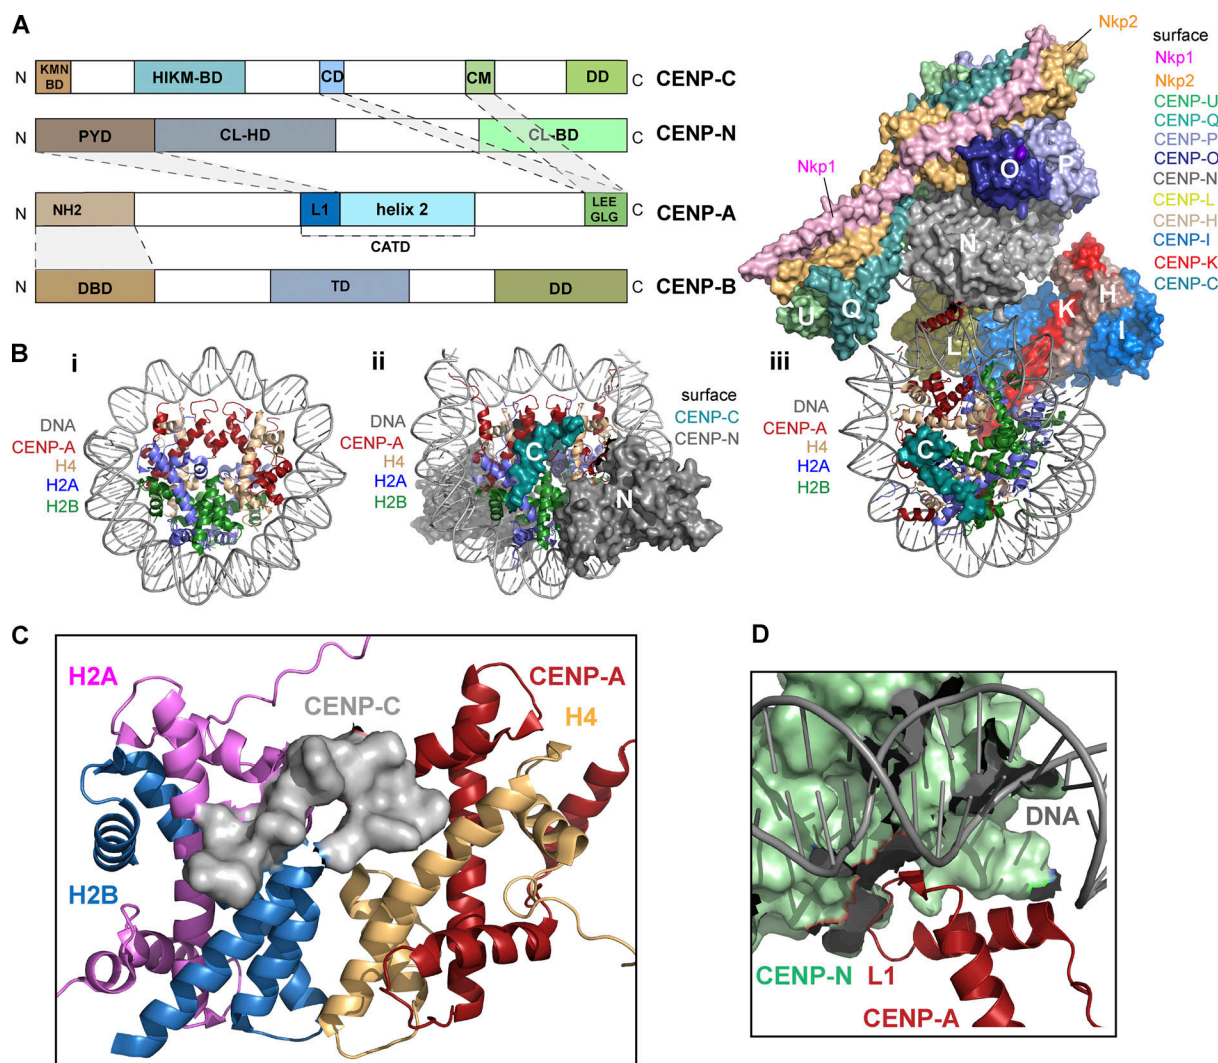 A
N
KMN
BD
HIKM-BD
CD
CM
DD
C
CENP-C
N
PYD
CL-HD
CL-BD
C
CENP-N
N
NH2
L1
helix 2
LEE
GLG
C
CENP-A
CATD
N
DBD
TD
DD
C
CENP-B
Nkp2
Nkp1
O
P
N
U
Q
L
K
H
I
surface
Nkp1
Nkp2
CENP-U
CENP-Q
CENP-P
CENP-O
CENP-N
CENP-L
CENP-H
CENP-I
CENP-K
CENP-C
B
i
DNA
CENP-A
H4
H2A
H2B
ii
DNA
CENP-A
H4
H2A
H2B
C
N
surface
CENP-C
CENP-N
iii
DNA
CENP-A
H4
H2A
H2B
C
C
H2A
CENP-C
CENP-A
H4
H2B
D
DNA
CENP-N
L1
CENP-A